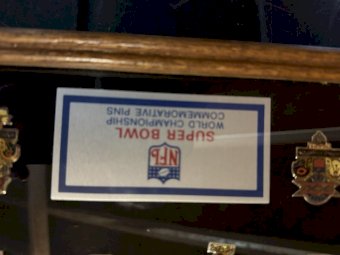 NFL
SUPER BOWL
WORLD CHAMPIONSHIP
COMMEMORATIVE PINS